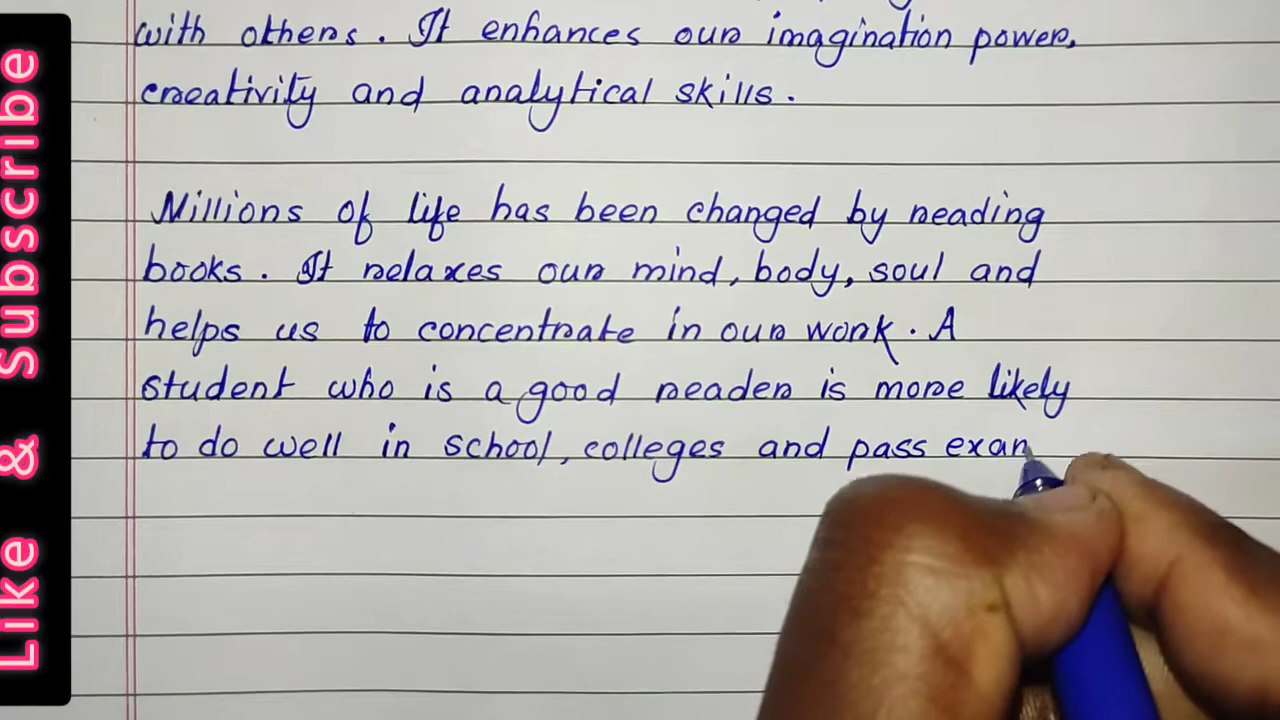 with others. It enhances our imagination power,
creativity and analytical skills.
Millions of life has been changed by reading
books. It relaxes our mind, body, soul and
helps us to concentrate in our work. A
student who is a good reader is more likely
to do well in school, colleges and pass exam
Like & Subscribe